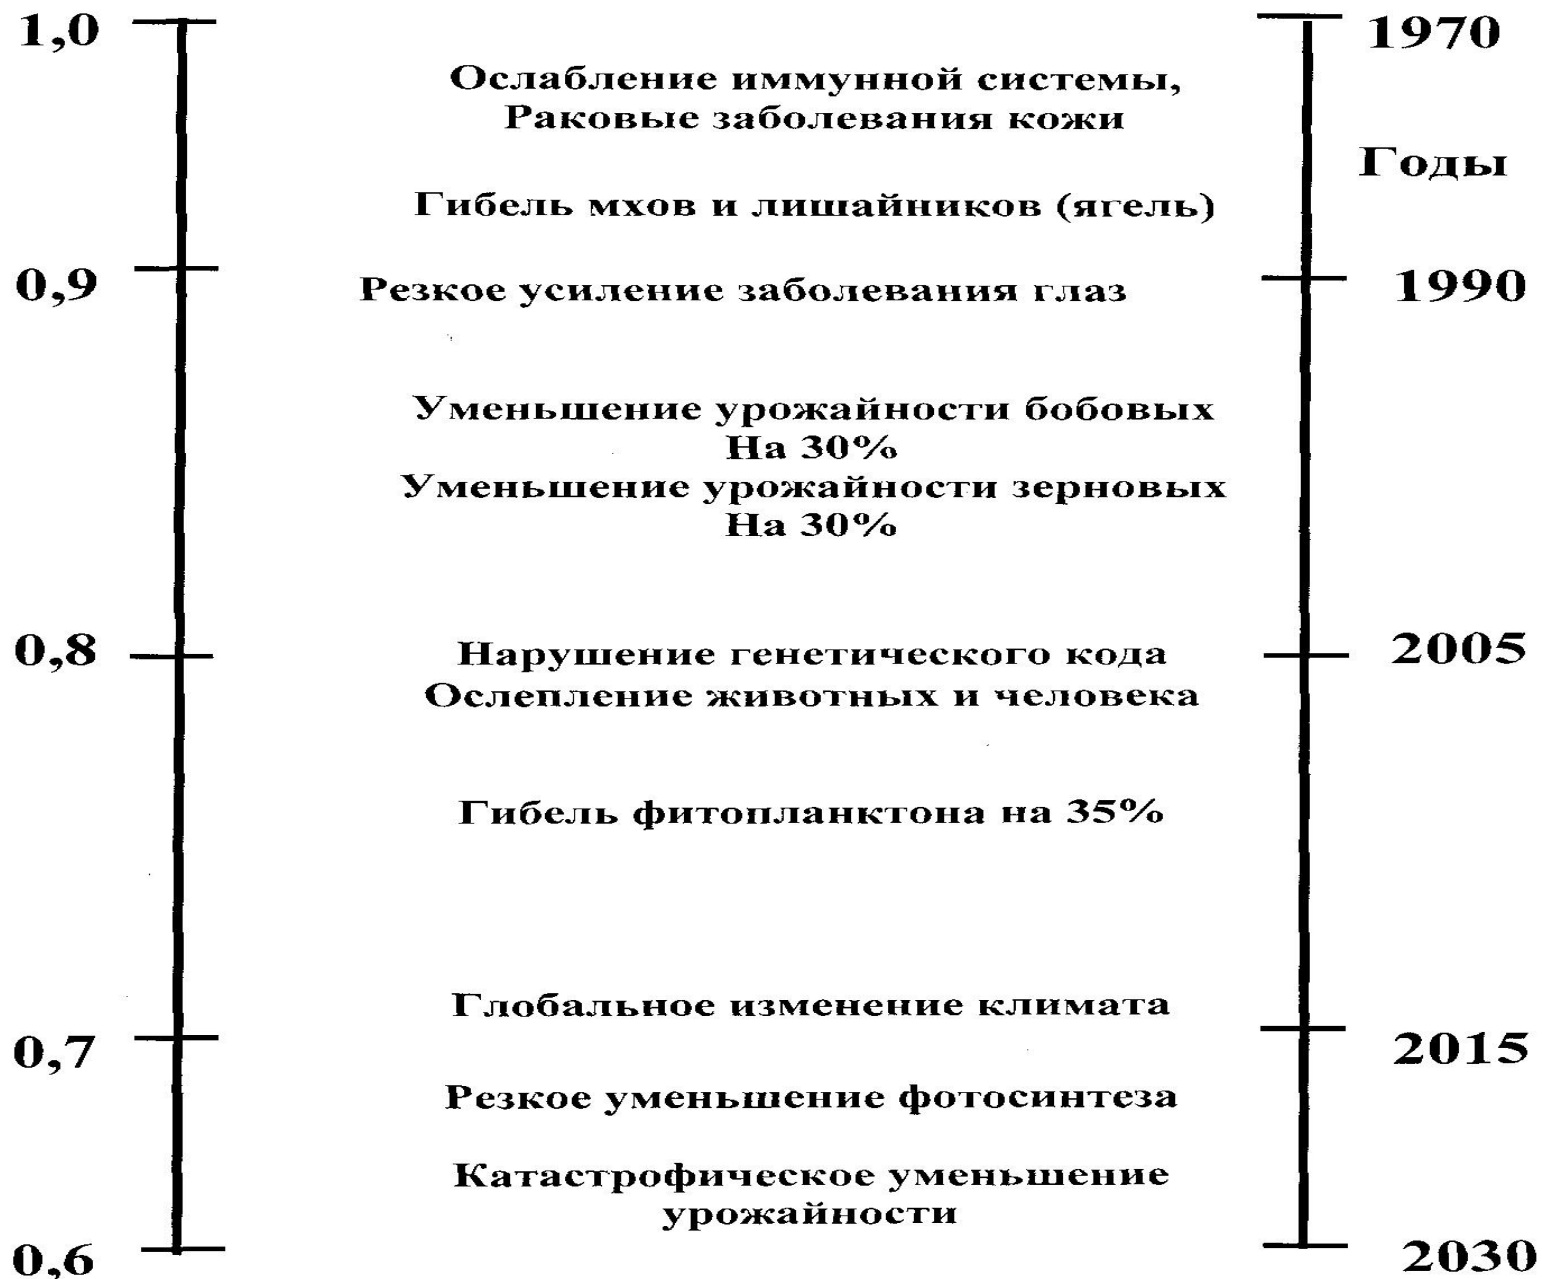 1,0
1970
Ослабление иммунной системы,
Раковые заболевания кожи
Годы
Гибель мхов и лишайников (ягель)
0,9
Резкое усиление заболевания глаз
1990
Уменьшение урожайности бобовых
На 30%
Уменьшение урожайности зерновых
На 30%
0,8
Нарушение генетического кода
2005
Ослепление животных и человека
Гибель фитопланктона на 35%
Глобальное изменение климата
0,7
2015
Резкое уменьшение фотосинтеза
Катастрофическое уменьшение
урожайности
0,6
2030